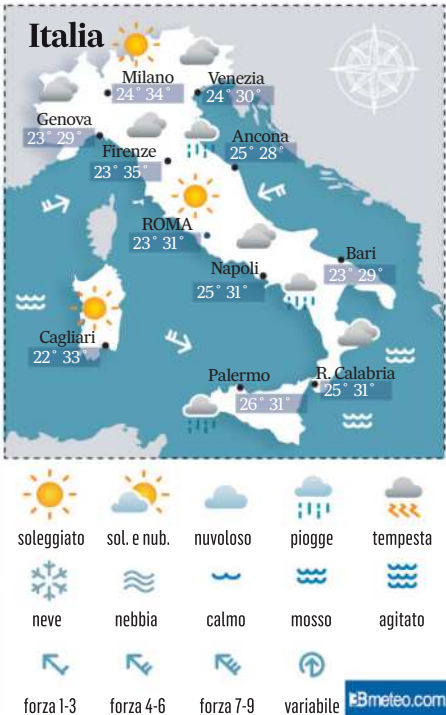 Italia
Milano
24° 34°
Venezia
24° 30°
Genova
23° 29°
Firenze
23° 35°
Ancona
25° 28°
ROMA
23° 31°
Napoli
25° 31°
Bari
23° 29°
Cagliari
22° 33°
Palermo
26° 31°
R. Calabria
25° 31°
soleggiato
sol. e nub.
nuvoloso
piogge
tempesta
neve
nebbia
calmo
mosso
agitato
forza 1-3
forza 4-6
forza 7-9
variabile
3Bmeteo.com